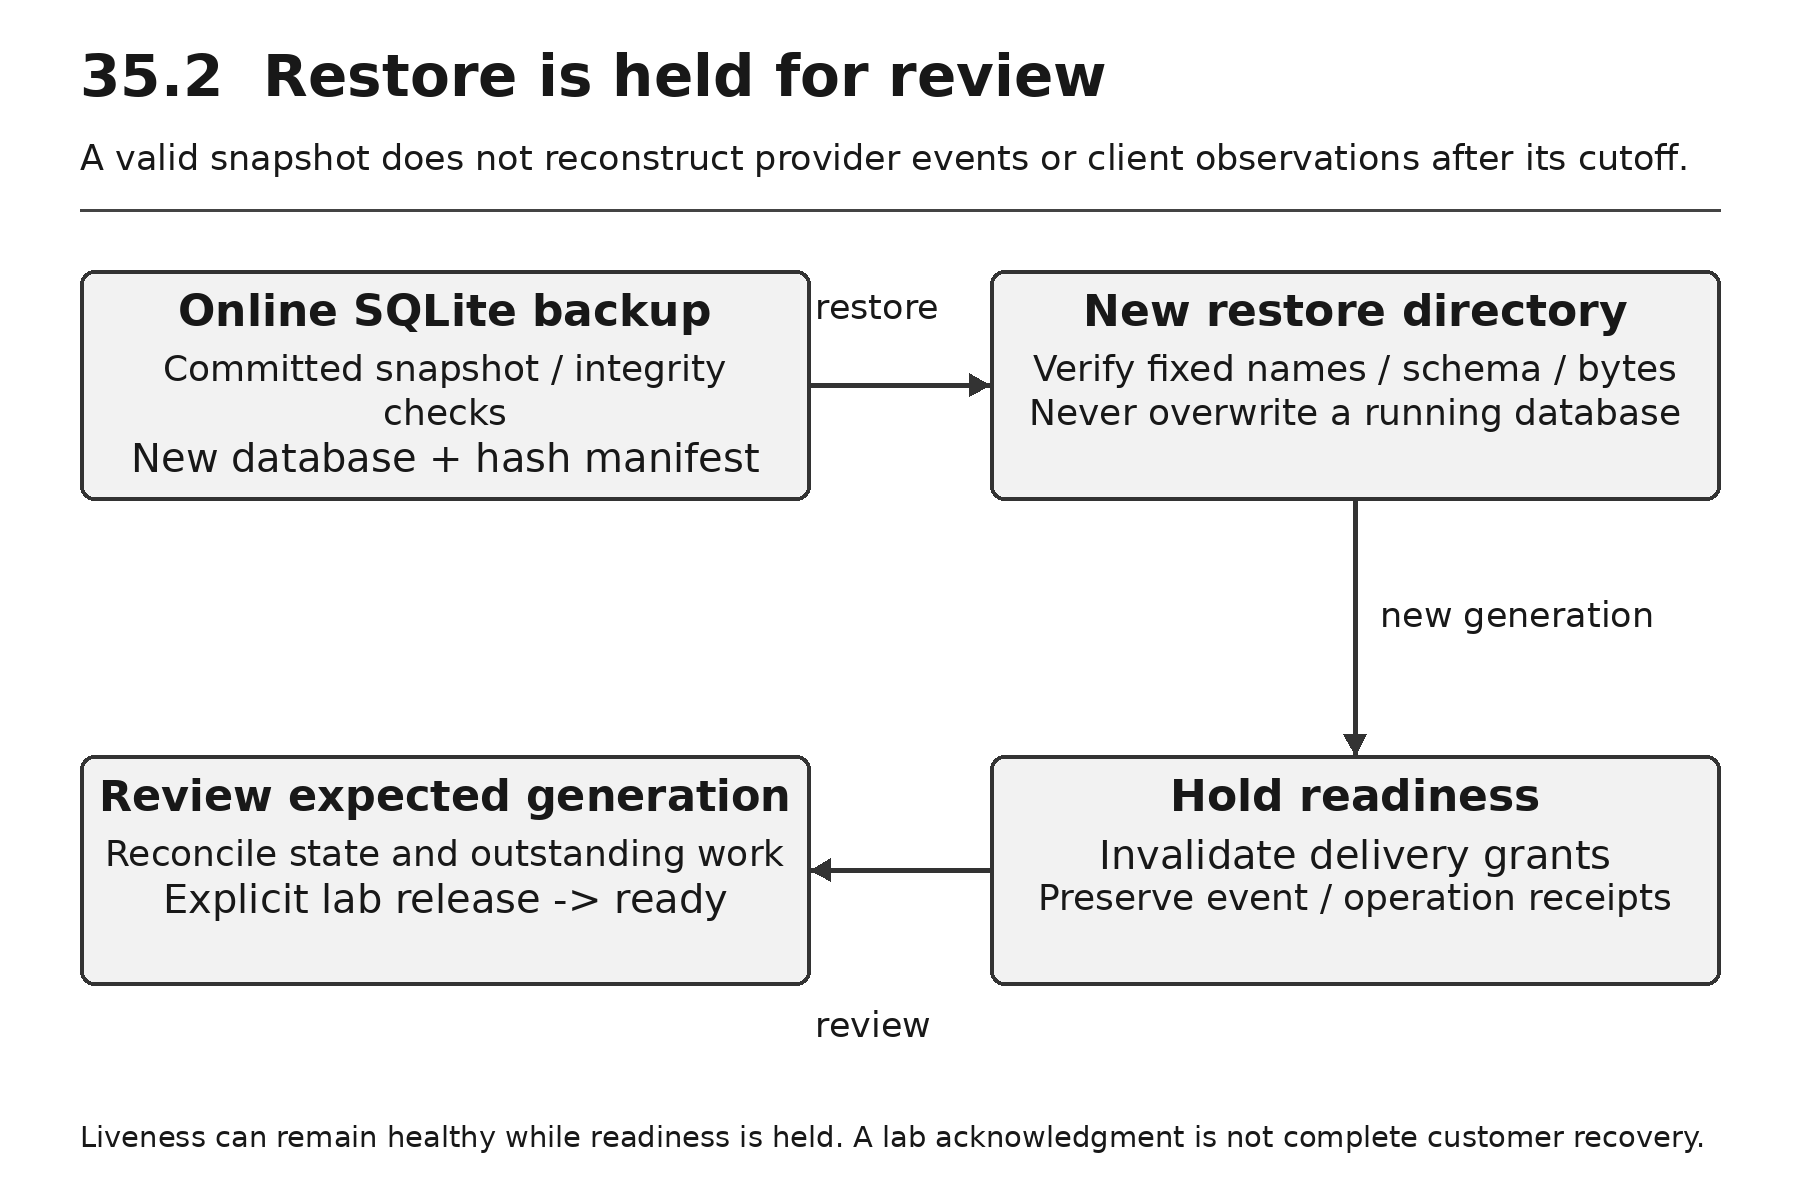 35.2 Restore is held for review
A valid snapshot does not reconstruct provider events or client observations after its cutoff.
Online SQLite backup
Committed snapshot / integrity
checks
New database + hash manifest
restore
New restore directory
Verify fixed names / schema / bytes
Never overwrite a running database
new generation
Hold readiness
Invalidate delivery grants
Preserve event / operation receipts
review
Review expected generation
Reconcile state and outstanding work
Explicit lab release -> ready
Liveness can remain healthy while readiness is held. A lab acknowledgment is not complete customer recovery.